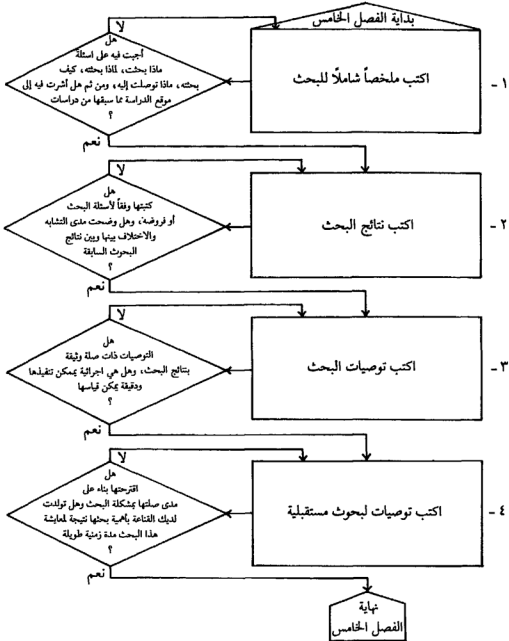 بداية الفصل الخامس
١ -
اكتب ملخصاً شاملاً للبحث
لا
هل
أجبت فيه على اسئلة
ماذا بحثت، لماذا بحثته، كيف
بحثته، ماذا توصلت إليه، ومن ثم هل أشرت فيه إلى
موقع الدراسة مما سبقها من دراسات
؟
نعم
٢ -
اكتب نتائج البحث
لا
هل
كتبتها وفقاً لأسئلة البحث
أو فروضه، وهل وضحت مدى التشابه
والاختلاف بينها وبين نتائج
البحوث السابقة
؟
نعم
٣ -
اكتب توصيات البحث
لا
هل
التوصيات ذات صلة وثيقة
بنتائج البحث، وهل هي اجرائية يمكن تنفيذها
ودقيقة يمكن قياسها
؟
نعم
٤ -
اكتب توصيات لبحوث مستقبلية
لا
هل
اقترحتها بناء على
مدى صلتها بمشكلة البحث وهل تولدت
لديك القناعة بأهمية بحثها نتيجة لمعايشة
هذا البحث مدة زمنية طويلة
؟
نعم
نهاية
الفصل الخامس